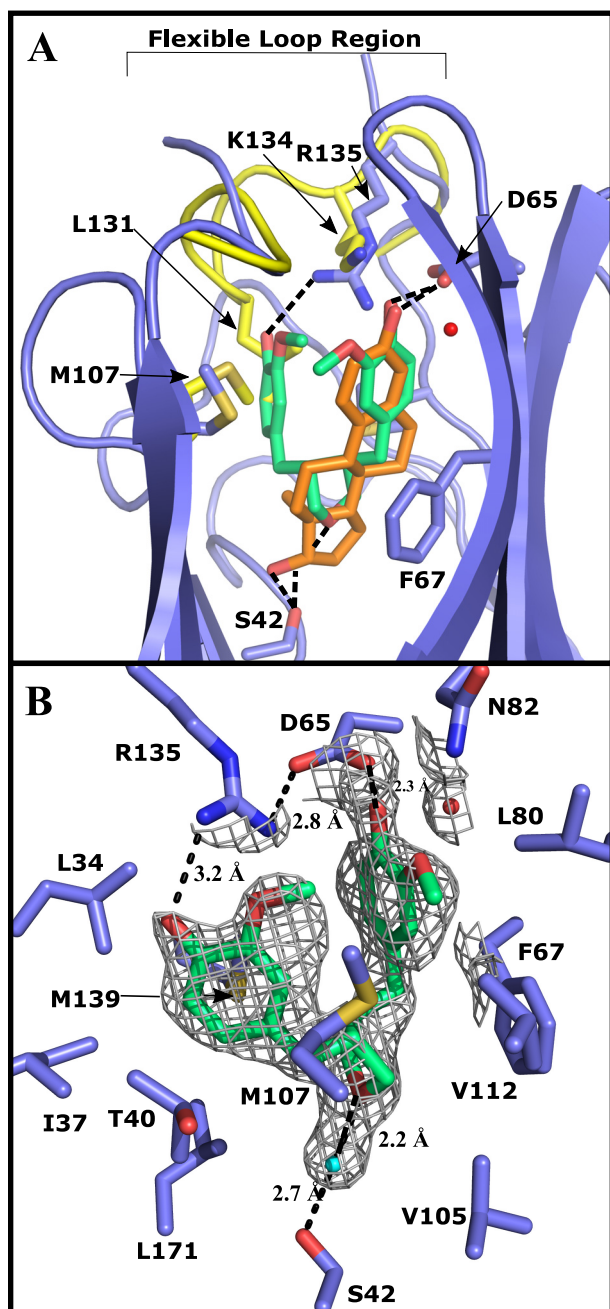 Flexible Loop Region
A
K134
R135
D65
L131
M107
F67
S42
B
N82
D65
R135
2.3 Å
2.8 Å
L80
3.2 Å
L34
F67
M139
M107
V112
I37
T40
2.2 Å
2.7 Å
V105
L171
S42